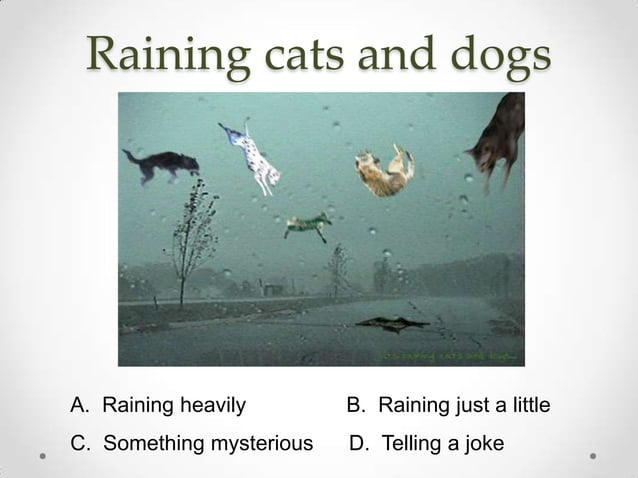 Raining cats and dogs
A. Raining heavily B. Raining just a little
C. Something mysterious D. Telling a joke